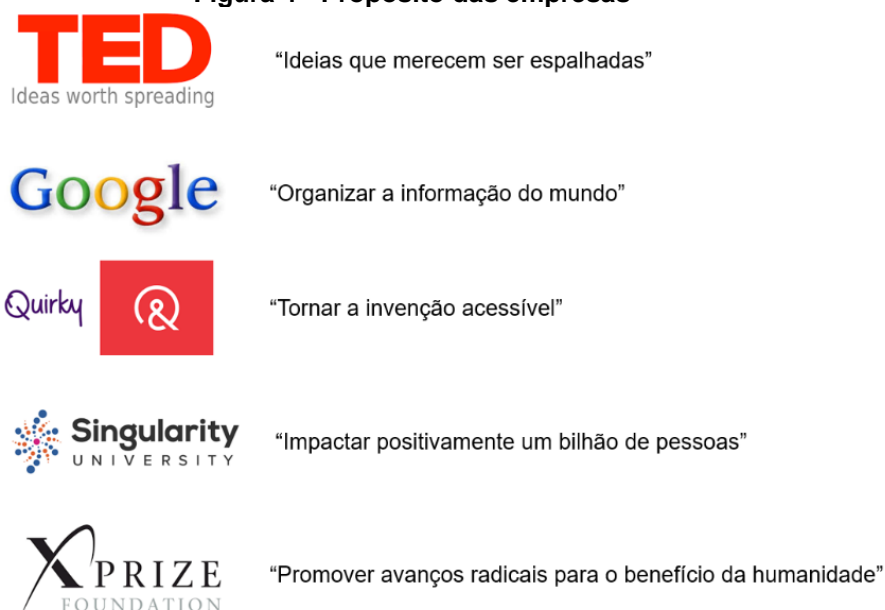 TED
Ideas worth spreading
“Ideias que merecem ser espalhadas”
Google
“Organizar a informação do mundo”
Quirky
“Tornar a invenção acessível”
Singularity
UNIVERSITY
“Impactar positivamente um bilhão de pessoas”
XPRIZE
FOUNDATION
“Promover avanços radicais para o benefício da humanidade”